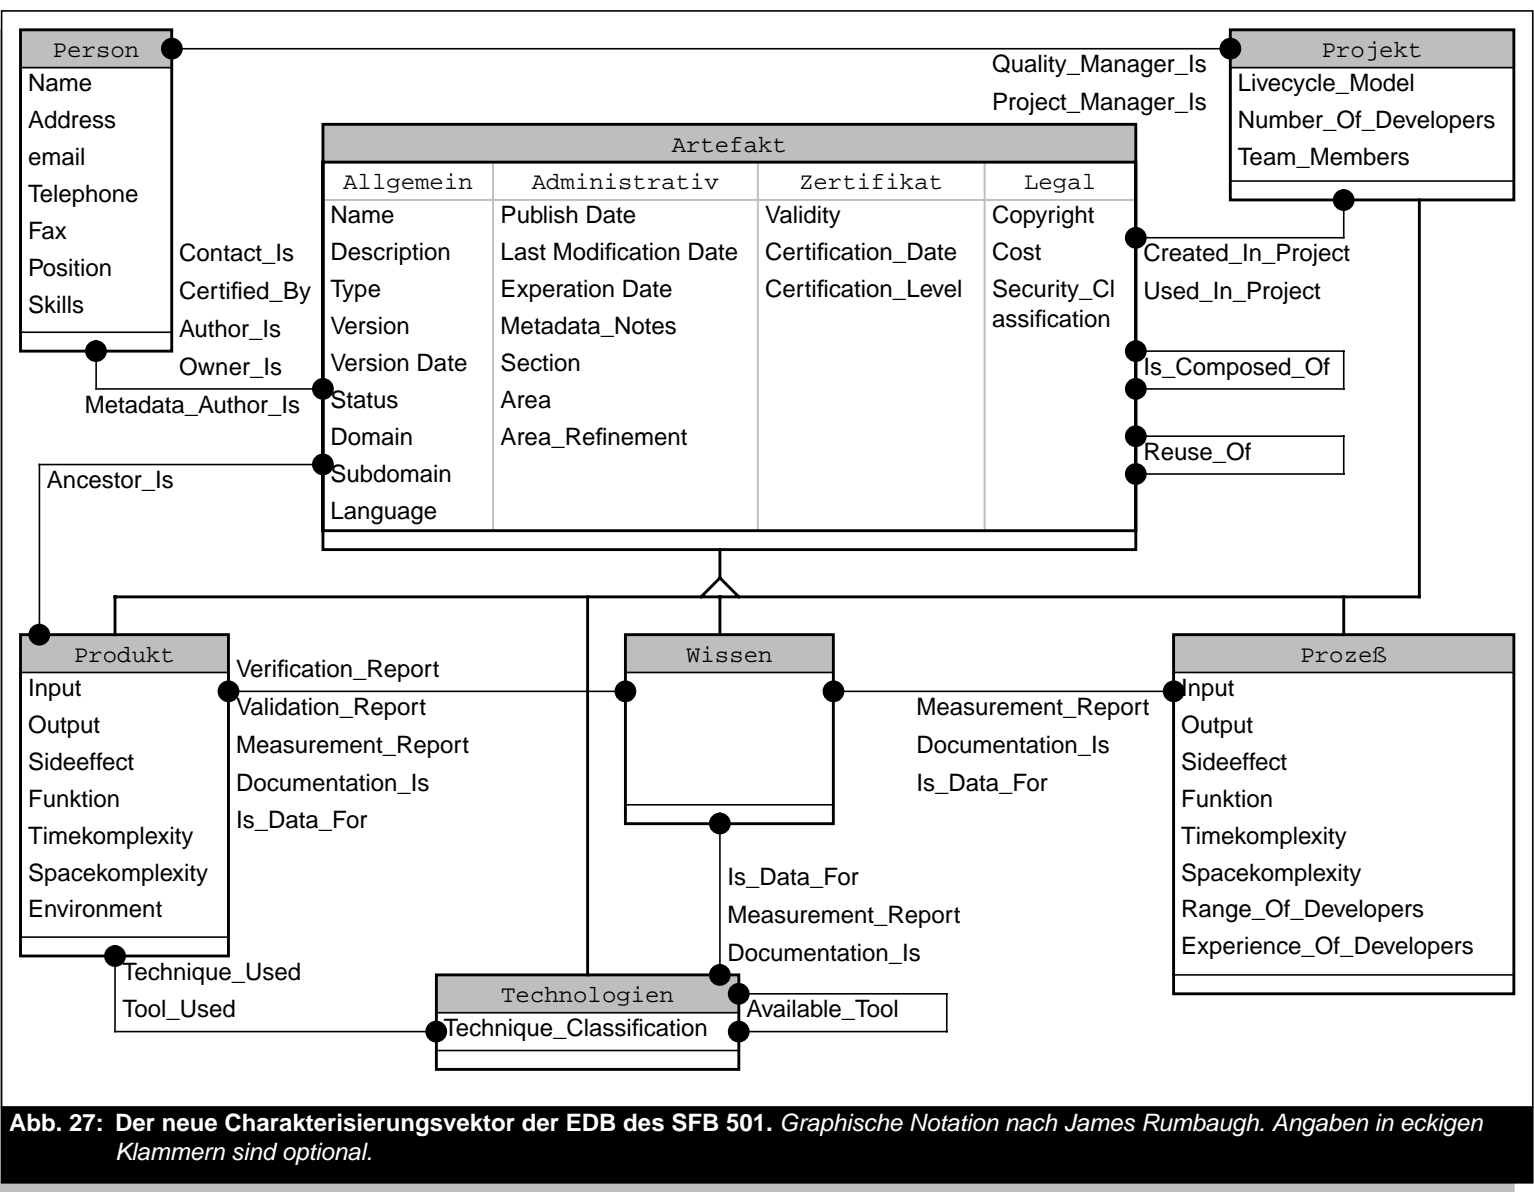 Person
Name
Address
email
Telephone
Fax
Position
Skills
Quality_Manager_Is
Project_Manager_Is
Projekt
Livecycle_Model
Number_Of_Developers
Team_Members
Contact_Is
Certified_By
Author_Is
Owner_Is
Metadata_Author_Is
Ancestor_Is
Artefakt
Allgemein
Name
Description
Type
Version
Version Date
Status
Domain
Subdomain
Language
Administrativ
Publish Date
Last Modification Date
Experation Date
Metadata_Notes
Section
Area
Area_Refinement
Zertifikat
Validity
Certification_Date
Certification_Level
Legal
Copyright
Cost
Security_Cl
assification
Created_In_Project
Used_In_Project
Is_Composed_Of
Reuse_Of
Produkt
Input
Output
Sideeffect
Funktion
Timekomplexity
Spacekomplexity
Environment
Verification_Report
Validation_Report
Measurement_Report
Documentation_Is
Is_Data_For
Wissen
Measurement_Report
Documentation_Is
Is_Data_For
Prozeß
Input
Output
Sideeffect
Funktion
Timekomplexity
Spacekomplexity
Range_Of_Developers
Experience_Of_Developers
Is_Data_For
Measurement_Report
Documentation_Is
Technique_Used
Tool_Used
Technologien
Technique_Classification
Available_Tool
Abb. 27: Der neue Charakterisierungsvektor der EDB des SFB 501. Graphische Notation nach James Rumbaugh. Angaben in eckigen
Klammern sind optional.